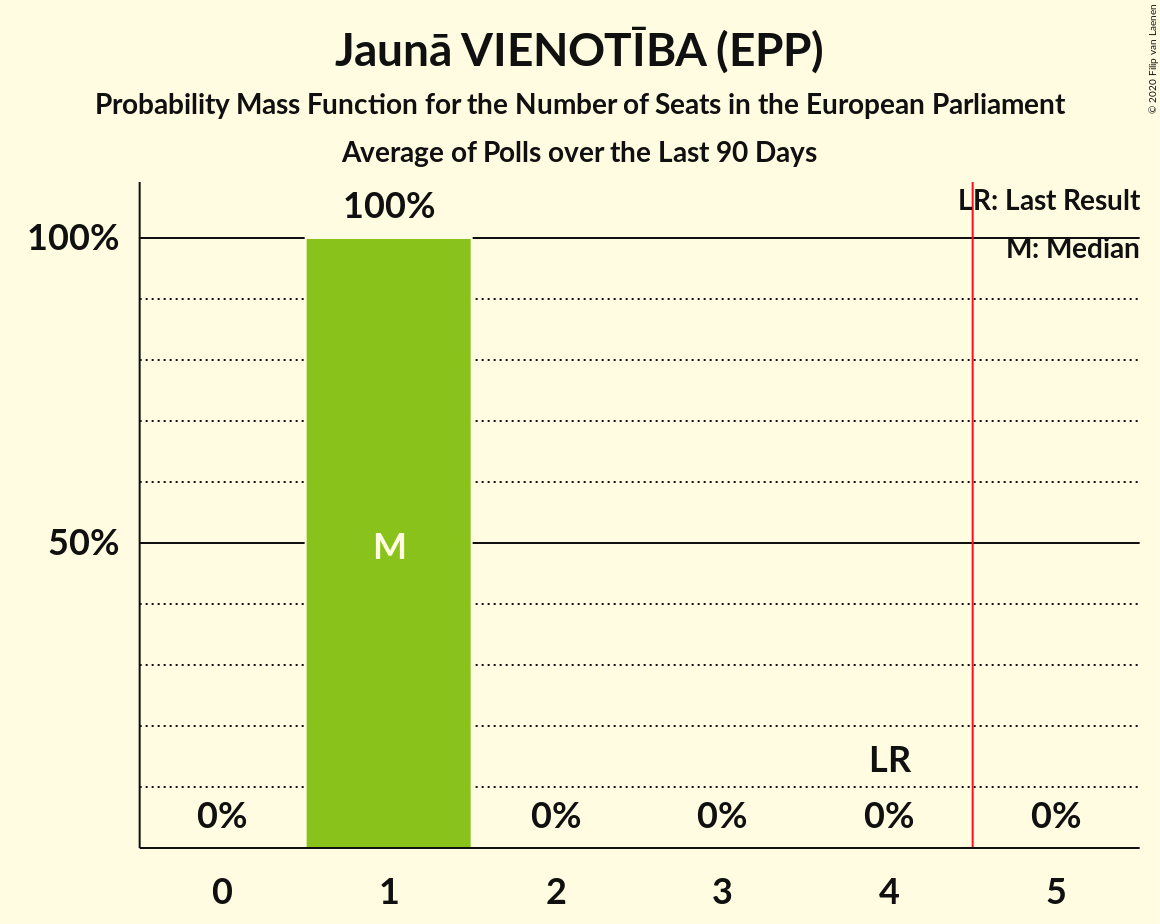 Jaunā VIENOTĪBA (EPP)
Probability Mass Function for the Number of Seats in the European Parliament
Average of Polls over the Last 90 Days
© 2020 Filip van Laenen
LR: Last Result
M: Median
100%
100%
50%
M
LR
0%
0%
0%
0%
0%
0 1 2 3 4 5